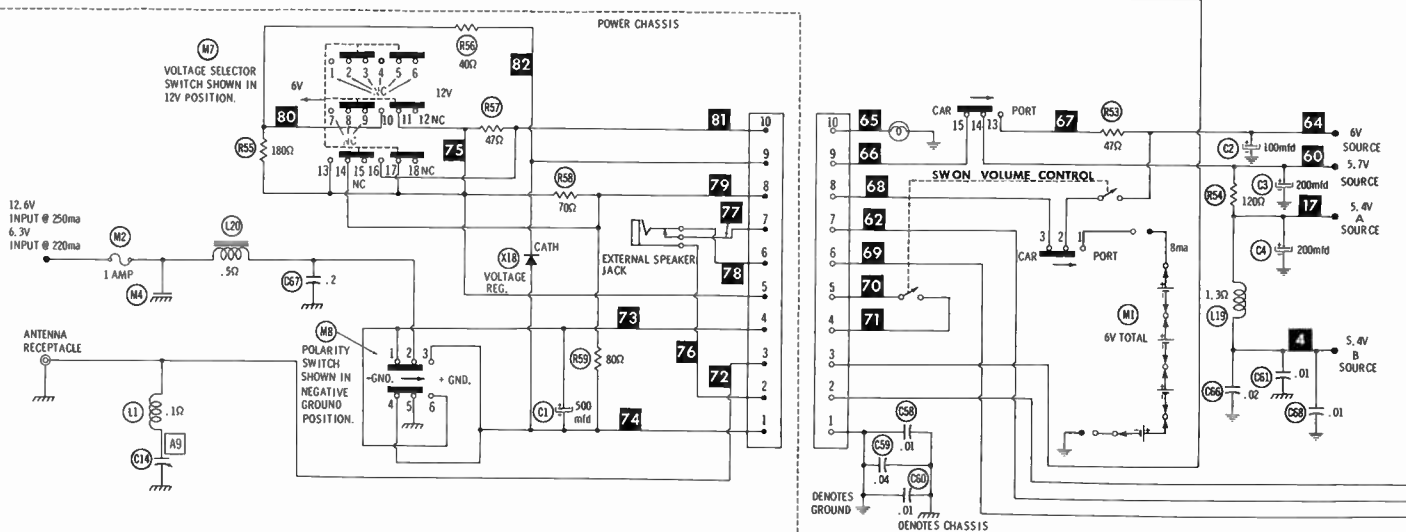 POWER CHASSIS
M7
VOLTAGE SELECTOR
SWITCH SHOWN IN
12V POSITION.
R56
40Ω
82
1 2 3 4 5 6
NC
6V
12V
80
7 8 9 10 11 12 NC
NC
R57
47Ω
81
R55
180Ω
75
13 14 15 16 17 18 NC
NC
R58
70Ω
79
77
12.6V
INPUT @ 250ma
6.3V
INPUT @ 220ma
M2
1 AMP
M4
L20
.5Ω
C67
.2
X18
CATH
VOLTAGE
REG.
EXTERNAL SPEAKER
JACK
78
ANTENNA
RECEPTACLE
M8
POLARITY
SWITCH
SHOWN IN
NEGATIVE
GROUND
POSITION.
1 2 3
-GND.
+ GND.
4 5 6
73
R59
80Ω
76
72
C1
500
mfd
74
L1
.1Ω
A9
C14
10
9
8
7
6
5
4
3
2
1
10
9
8
7
6
5
4
3
2
1
65
66
68
62
69
70
71
CAR
PORT
15 14 13
67
R53
47Ω
64
6V
SOURCE
C2
100mfd
60
5.7V
SOURCE
SW ON VOLUME CONTROL
R54
120Ω
C3
200mfd
17
5.4V
A
SOURCE
C4
200mfd
3 2 1
CAR
PORT
8ma
M1
6V TOTAL
1.3Ω
L19
4
5.4V
B
SOURCE
C66
.02
C61
.01
C68
.01
C58
.01
C59
.04
C60
.01
DENOTES
GROUND
DENOTES CHASSIS